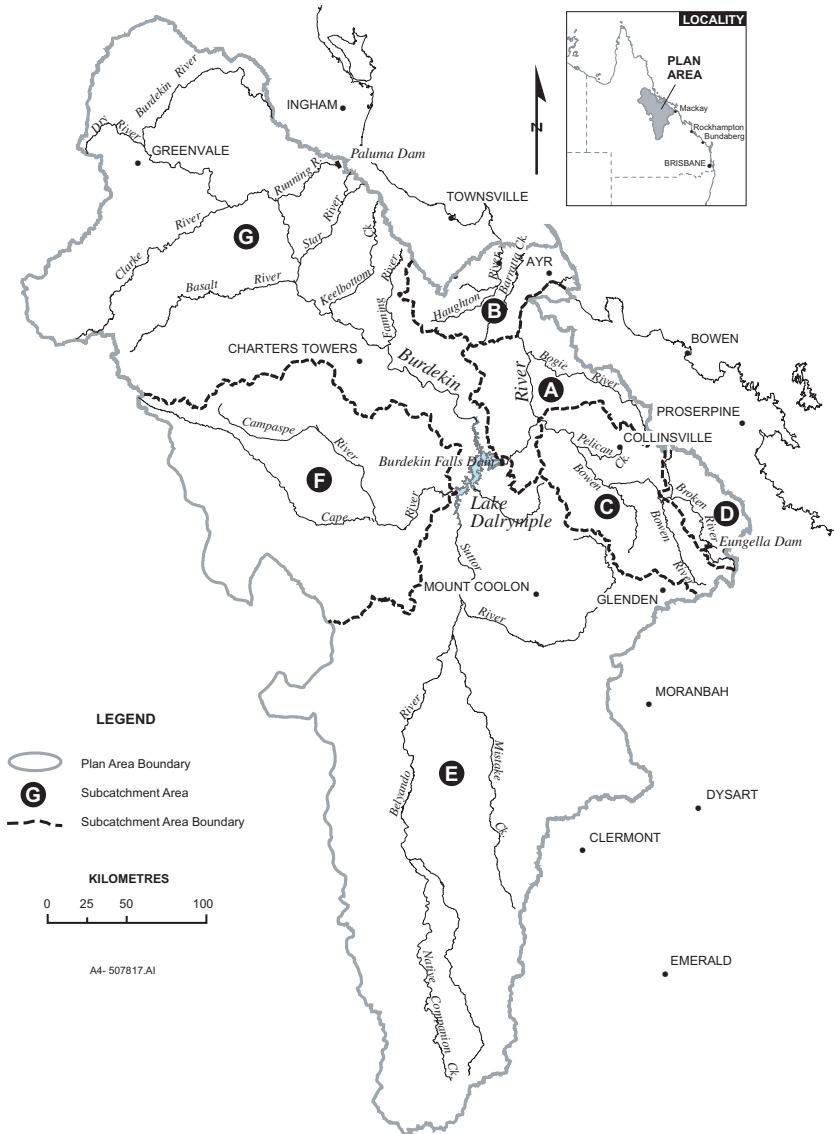 LOCALITY
PLAN
AREA
Mackay
Rockhampton
Bundaberg
BRISBANE
N
Burdekin River
INGHAM
Dry River
GREENVALE
Paluma Dam
Running R.
TOWNSVILLE
Star River
Keelbottom Ck.
Clarke River
G
Basalt River
Fanning River
Haughton River
Barratta Ck.
AYR
B
BOWEN
CHARTERS TOWERS
Burdekin River
Bogie River
A
PROSERPINE
COLLINSVILLE
Pelican Ck.
Campaspe River
Burdekin Falls Dam
F
Cape River
Lake
Dalrymple
Bowen
C
Bowen River
Broken River
D
Eungella Dam
Suttor River
MOUNT COOLON
GLENDEN
MORANBAH
Belyando River
Mistake Ck.
E
DYSART
CLERMONT
EMERALD
Native Companion Ck.
LEGEND
Plan Area Boundary
G
Subcatchment Area
Subcatchment Area Boundary
KILOMETRES
0 25 50 100
A4- 507817.AI